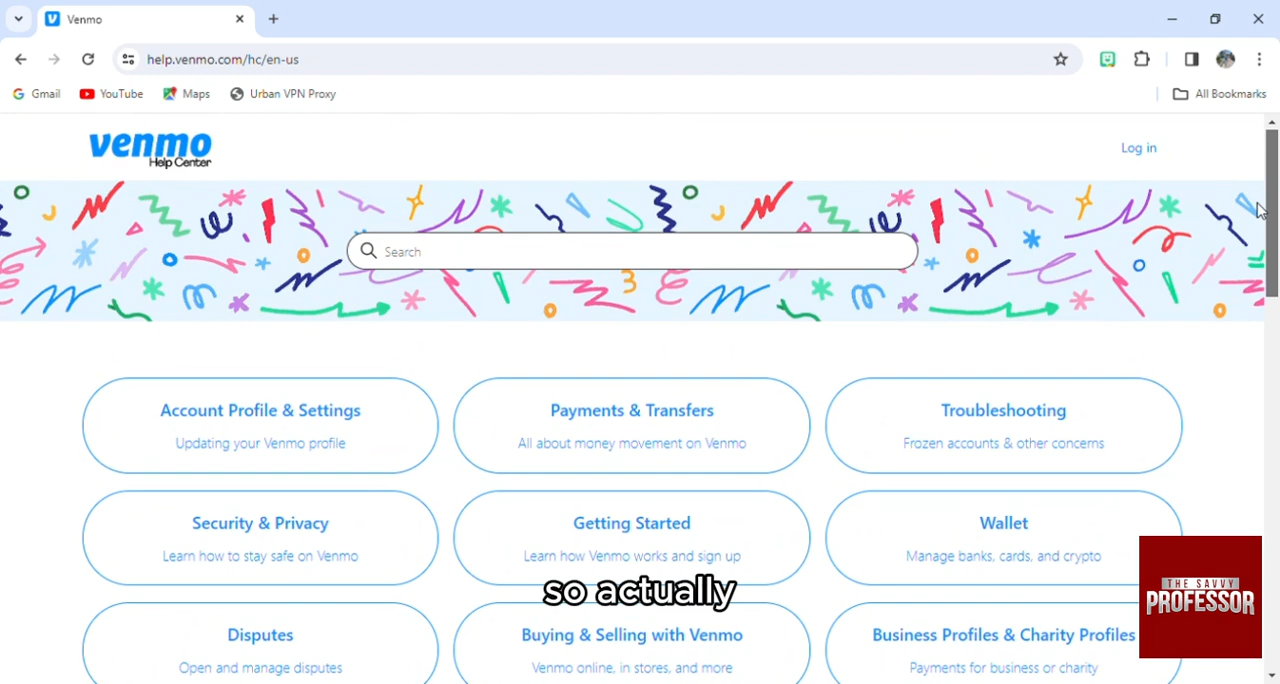 Venmo
help.venmo.com/hc/en-us
Gmail YouTube Maps Urban VPN Proxy All Bookmarks
venmo
Help Center
Log in
Search
Account Profile & Settings
Updating your Venmo profile
Payments & Transfers
All about money movement on Venmo
Troubleshooting
Frozen accounts & other concerns
Security & Privacy
Learn how to stay safe on Venmo
Getting Started
Learn how Venmo works and sign up
Wallet
Manage banks, cards, and crypto
so actually
Disputes
Open and manage disputes
Buying & Selling with Venmo
Venmo online, in stores, and more
Business Profiles & Charity Profiles
Payments for business or charity
THE SAVVY
PROFESSOR